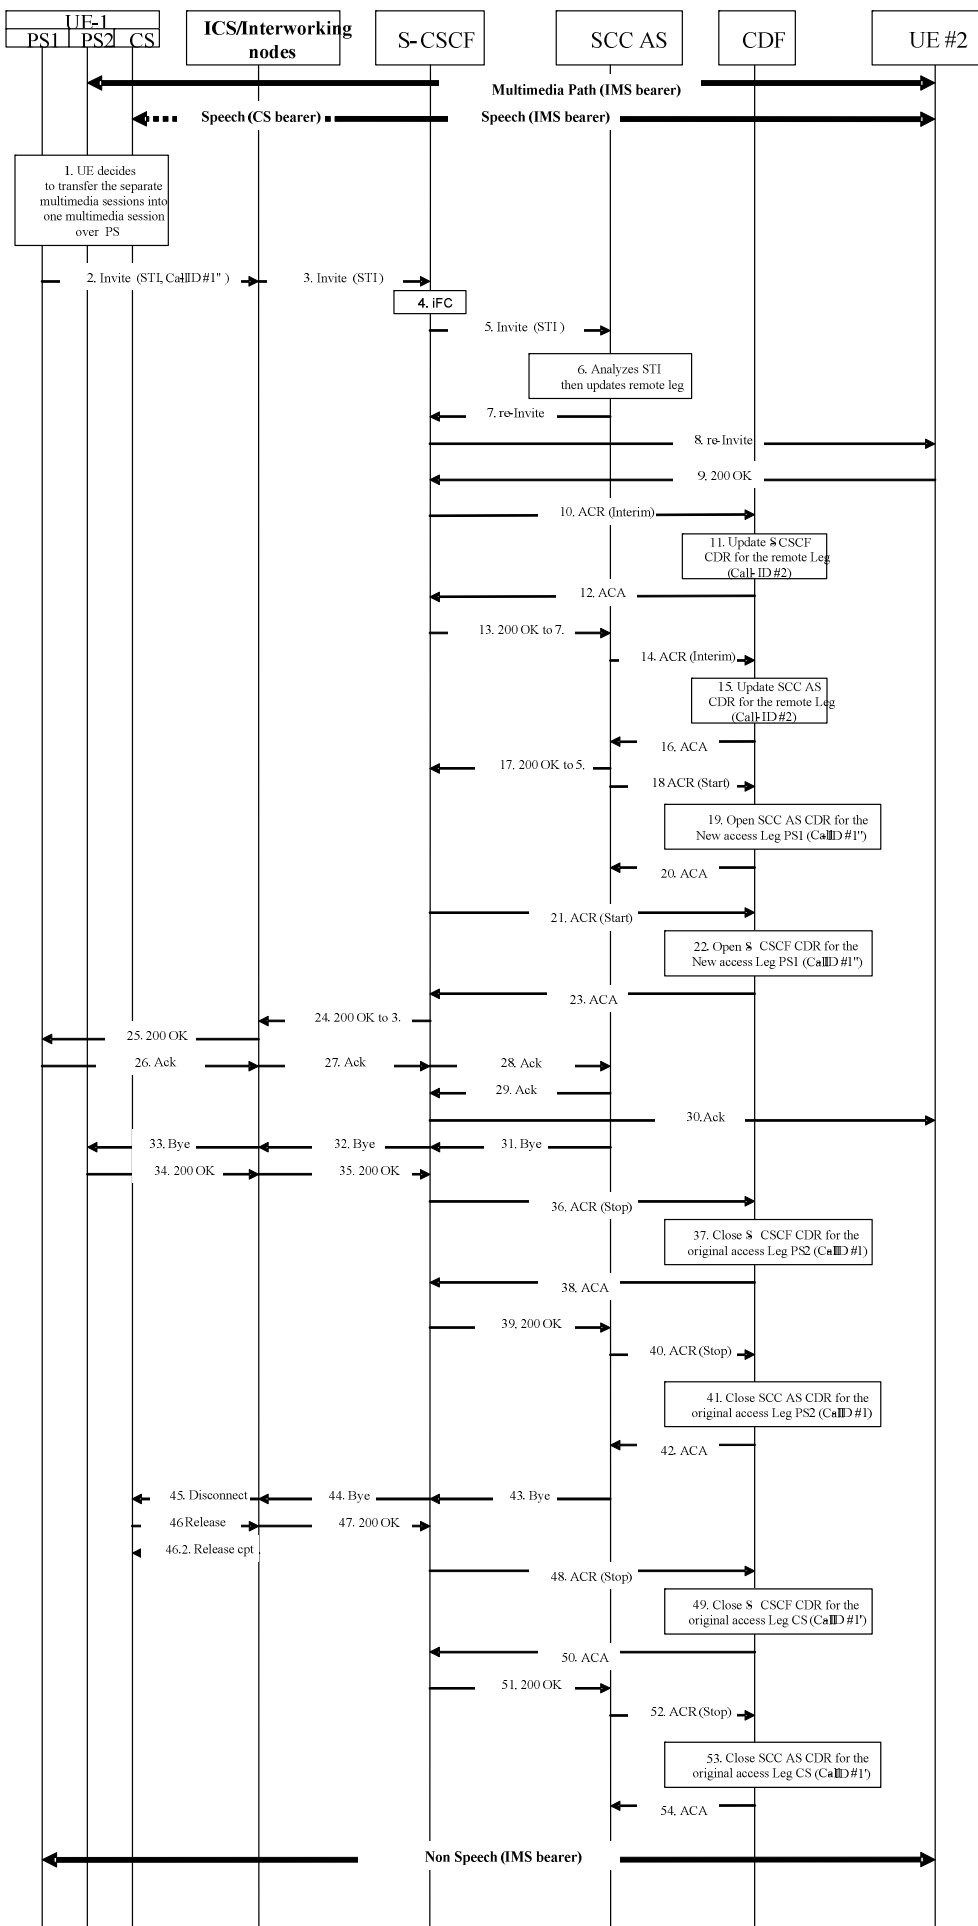 UE-1
PS1 PS2 CS
ICS/Interworking
nodes
S-CSCF
SCC AS
CDF
UE #2
Multimedia Path (IMS bearer)
Speech (CS bearer)
Speech (IMS bearer)
1. UE decides
to transfer the separate
multimedia sessions into
one multimedia session
over PS
2. Invite (STI, Call-ID #1'')
3. Invite (STI)
4. iFC
5. Invite (STI)
6. Analyzes STI
then updates remote leg
7. re-Invite
8. re-Invite
9. 200 OK
10. ACR (Interim)
11. Update S-CSCF
CDR for the remote Leg
(Call-ID #2)
12. ACA
13. 200 OK to 7.
14. ACR (Interim)
15. Update SCC AS
CDR for the remote Leg
(Call-ID #2)
16. ACA
17. 200 OK to 5.
18 ACR (Start)
19. Open SCC AS CDR for the
New access Leg PS1 (Call-ID #1'')
20. ACA
21. ACR (Start)
22. Open S-CSCF CDR for the
New access Leg PS1 (Call-ID #1'')
23. ACA
24. 200 OK to 3.
25. 200 OK
26. Ack
27. Ack
28. Ack
29. Ack
30. Ack
33. Bye
32. Bye
31. Bye
34. 200 OK
35. 200 OK
36. ACR (Stop)
37. Close S-CSCF CDR for the
original access Leg PS2 (Call-ID #1)
38. ACA
39. 200 OK
40. ACR (Stop)
41. Close SCC AS CDR for the
original access Leg PS2 (Call-ID #1)
42. ACA
45. Disconnect
44. Bye
43. Bye
46 Release
47. 200 OK
46.2. Release cpt.
48. ACR (Stop)
49. Close S-CSCF CDR for the
original access Leg CS (Call-ID #1')
50. ACA
51. 200 OK
52. ACR (Stop)
53. Close SCC AS CDR for the
original access Leg CS (Call-ID #1')
54. ACA
Non Speech (IMS bearer)